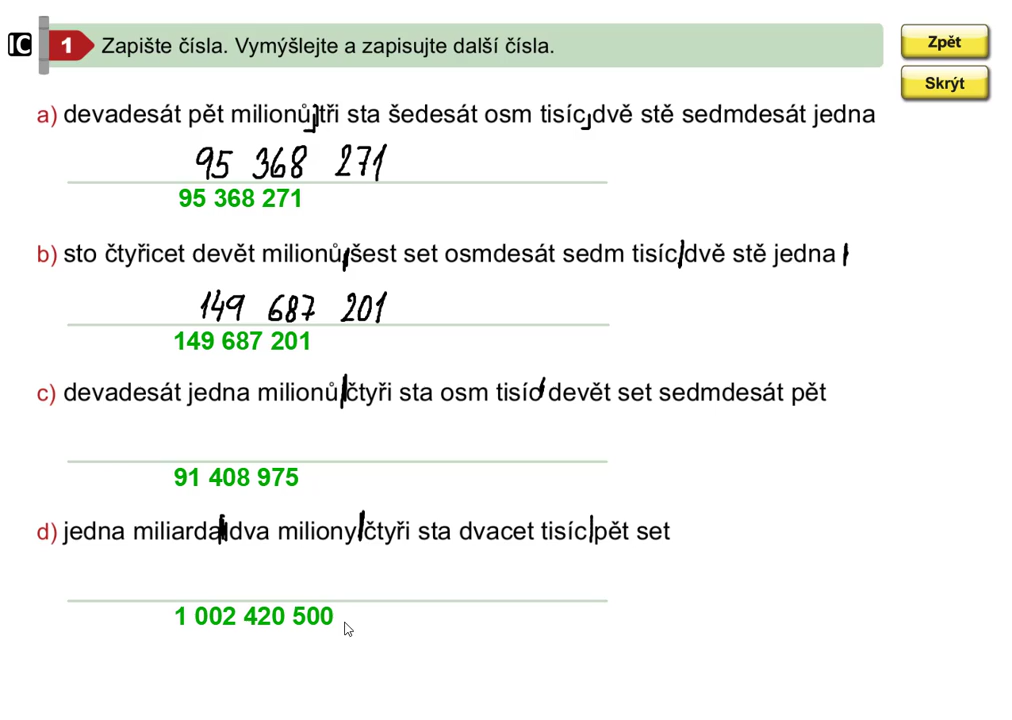 IC
1 Zapište čísla. Vymýšlejte a zapisujte další čísla.
Zpět
Skrýt
a) devadesát pět milionů tři sta šedesát osm tisíc dvě stě sedmdesát jedna
95 368 271
95 368 271
b) sto čtyřicet devět milionů šest set osmdesát sedm tisíc dvě stě jedna
149 687 201
149 687 201
c) devadesát jedna milionů čtyři sta osm tisíc devět set sedmdesát pět
91 408 975
d) jedna miliarda dva miliony čtyři sta dvacet tisíc pět set
1 002 420 500